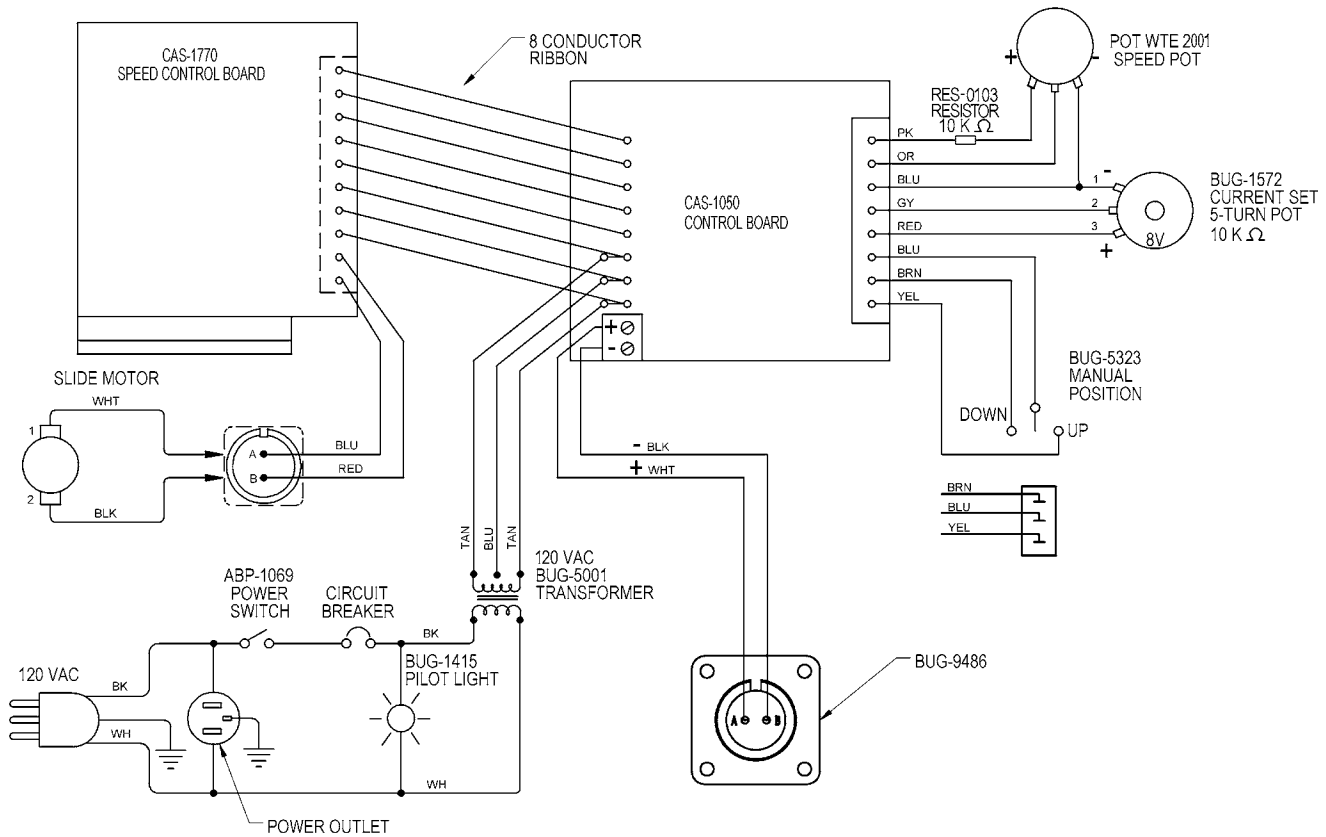 CAS-1770
SPEED CONTROL BOARD
8 CONDUCTOR
RIBBON
CAS-1050
CONTROL BOARD
+
-
POT WTE 2001
SPEED POT
RES-0103
RESISTOR
10 K Ω
PK
OR
BLU
GY
RED
BLU
BRN
YEL
1
-
2
3
+
8V
BUG-1572
CURRENT SET
5-TURN POT
10 K Ω
+
-
BUG-5323
MANUAL
POSITION
DOWN
UP
BRN
BLU
YEL
SLIDE MOTOR
WHT
1
2
BLK
A
B
BLU
RED
- BLK
+ WHT
TAN
BLU
TAN
120 VAC
BUG-5001
TRANSFORMER
ABP-1069
POWER
SWITCH
CIRCUIT
BREAKER
BK
BUG-1415
PILOT LIGHT
120 VAC
BK
WH
WH
POWER OUTLET
A
B
BUG-9486